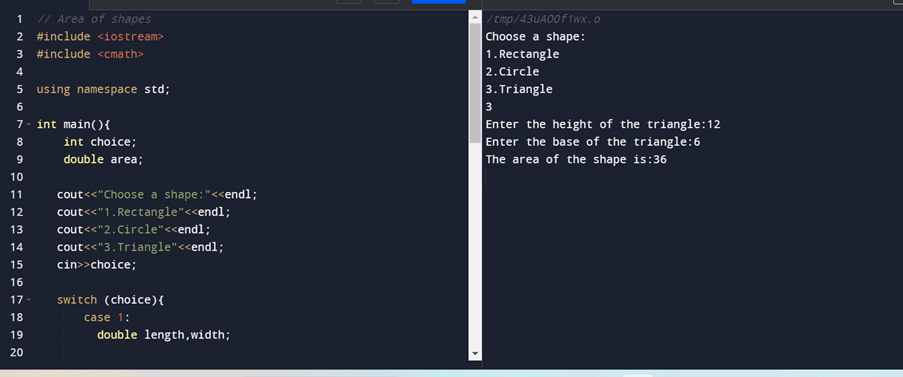 1 // Area of shapes
2 #include <iostream>
3 #include <cmath>
4
5 using namespace std;
6
7 int main(){
8 int choice;
9 double area;
10
11 cout<<"Choose a shape:"<<endl;
12 cout<<"1.Rectangle"<<endl;
13 cout<<"2.Circle"<<endl;
14 cout<<"3.Triangle"<<endl;
15 cin>>choice;
16
17 switch (choice){
18 case 1:
19 double length,width;
20
/tmp/43uAO0f1wx.o
Choose a shape:
1.Rectangle
2.Circle
3.Triangle
3
Enter the height of the triangle:12
Enter the base of the triangle:6
The area of the shape is:36